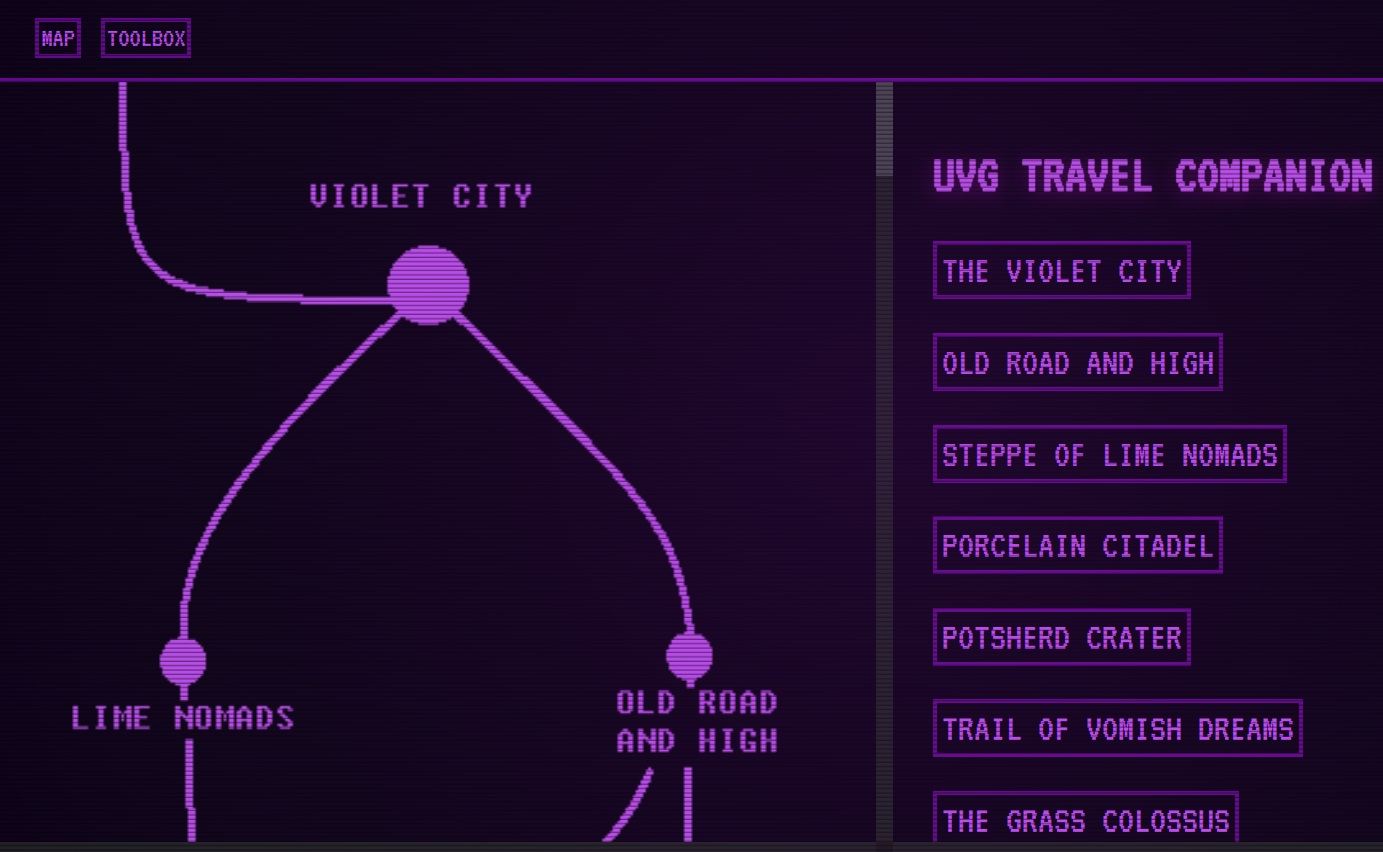 MAP TOOLBOX
VIOLET CITY
LIME NOMADS
OLD ROAD
AND HIGH
UVG TRAVEL COMPANION
THE VIOLET CITY
OLD ROAD AND HIGH
STEPPE OF LIME NOMADS
PORCELAIN CITADEL
POTSHERD CRATER
TRAIL OF VOMISH DREAMS
THE GRASS COLOSSUS